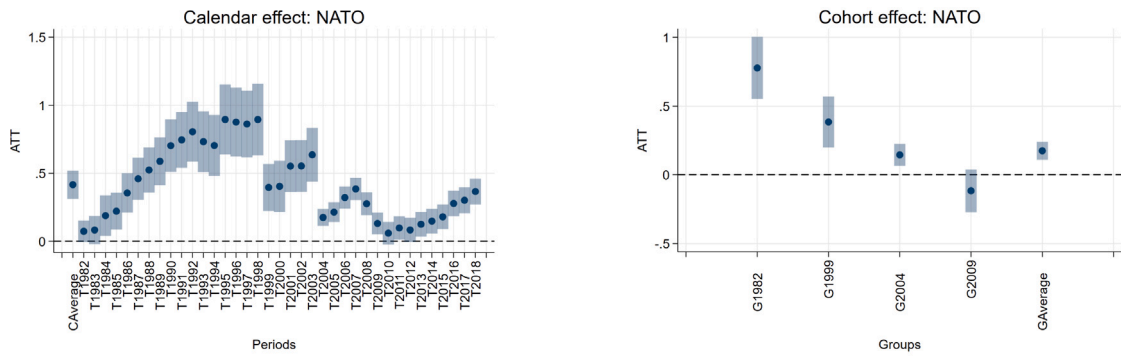 Calendar effect: NATO
1.5
1
.5
0
ATT
CAverage
T1982
T1983
T1984
T1985
T1986
T1987
T1988
T1989
T1990
T1991
T1992
T1993
T1994
T1995
T1996
T1997
T1998
T1999
T2000
T2001
T2002
T2003
T2004
T2005
T2006
T2007
T2008
T2009
T2010
T2011
T2012
T2013
T2014
T2015
T2016
T2017
T2018
Periods
Cohort effect: NATO
1
.5
0
-.5
ATT
G1982
G1999
G2004
G2009
GAverage
Groups